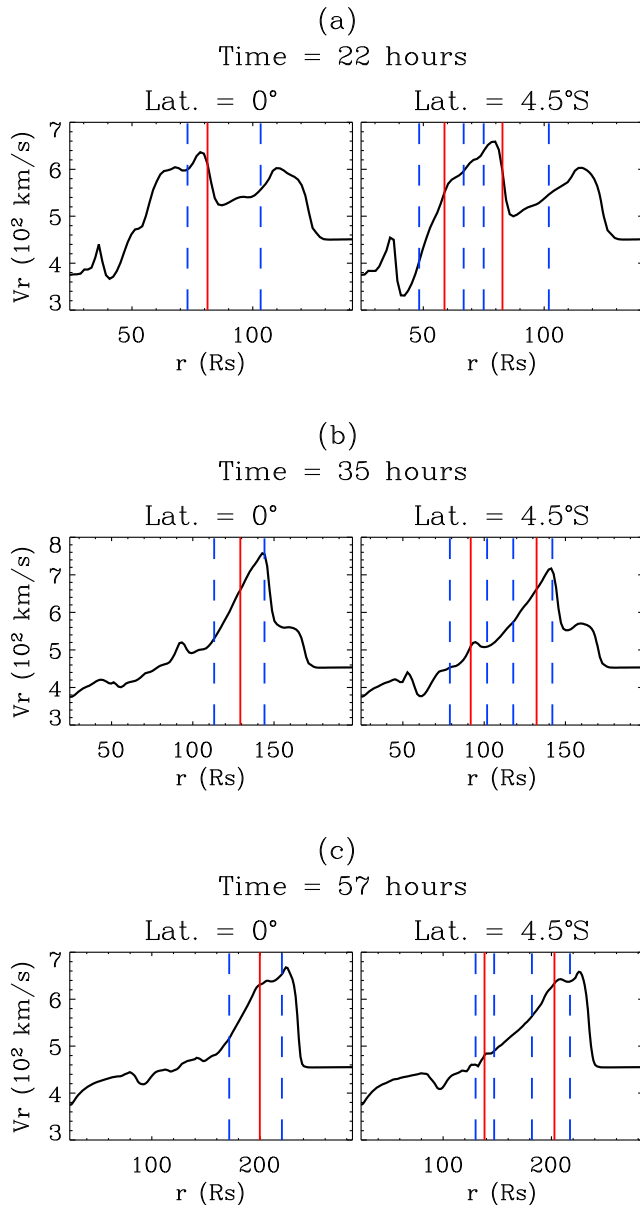 (a)
Time = 22 hours
Lat. = 0° Lat. = 4.5°S
7
6
5
4
3
Vr (10² km/s)
50 100 50 100
r (Rs) r (Rs)
(b)
Time = 35 hours
Lat. = 0° Lat. = 4.5°S
8
7
6
5
4
3
Vr (10² km/s)
50 100 150 50 100 150
r (Rs) r (Rs)
(c)
Time = 57 hours
Lat. = 0° Lat. = 4.5°S
7
6
5
4
3
Vr (10² km/s)
100 200 100 200
r (Rs) r (Rs)